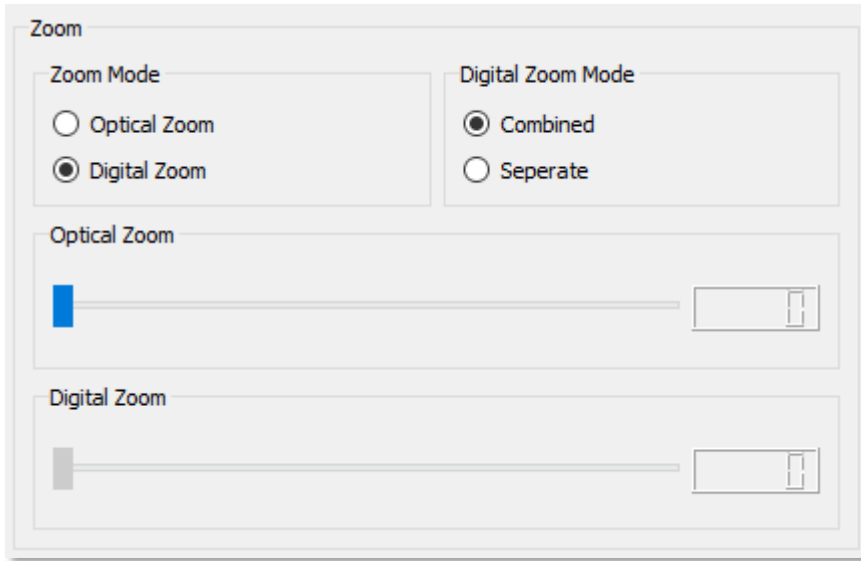 Zoom
Zoom Mode
Digital Zoom Mode
Optical Zoom
Combined
Digital Zoom
Seperate
Optical Zoom
0
Digital Zoom
0